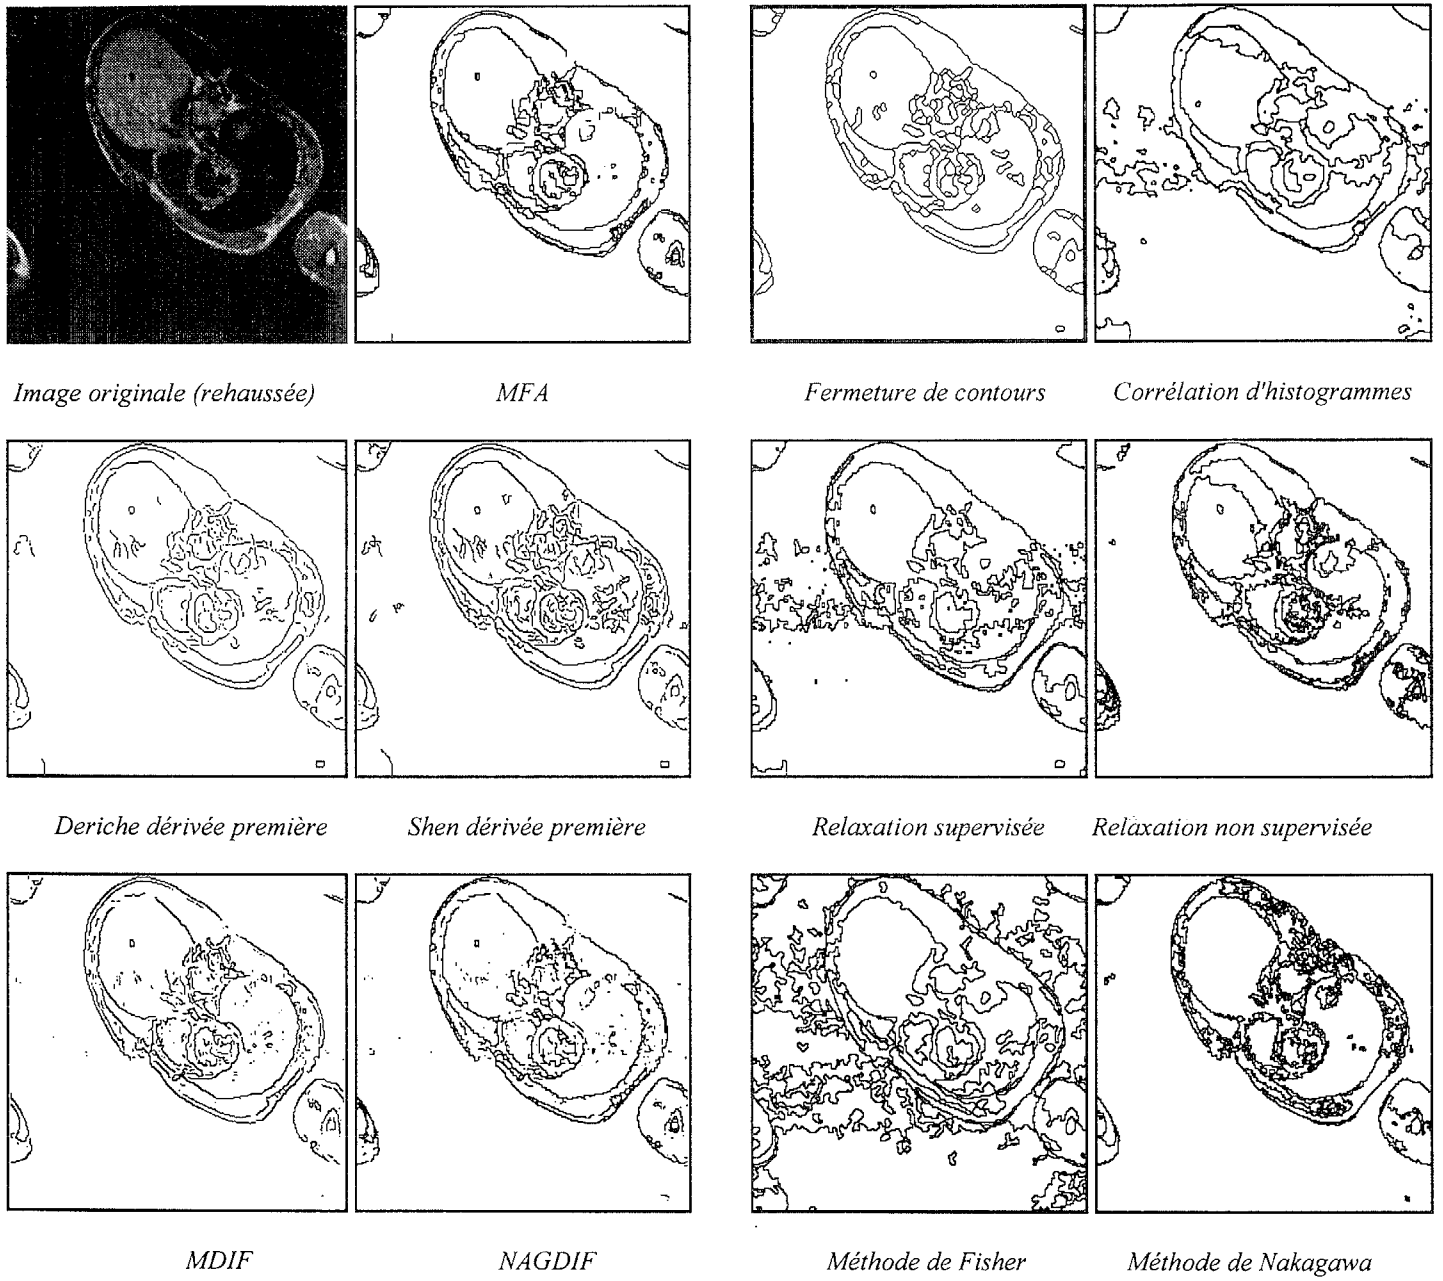 Image originale (rehaussée)
MFA
Fermeture de contours
Corrélation d'histogrammes
Deriche dérivée première
Shen dérivée première
Relaxation supervisée
Relaxation non supervisée
MDIF
NAGDIF
Méthode de Fisher
Méthode de Nakagawa